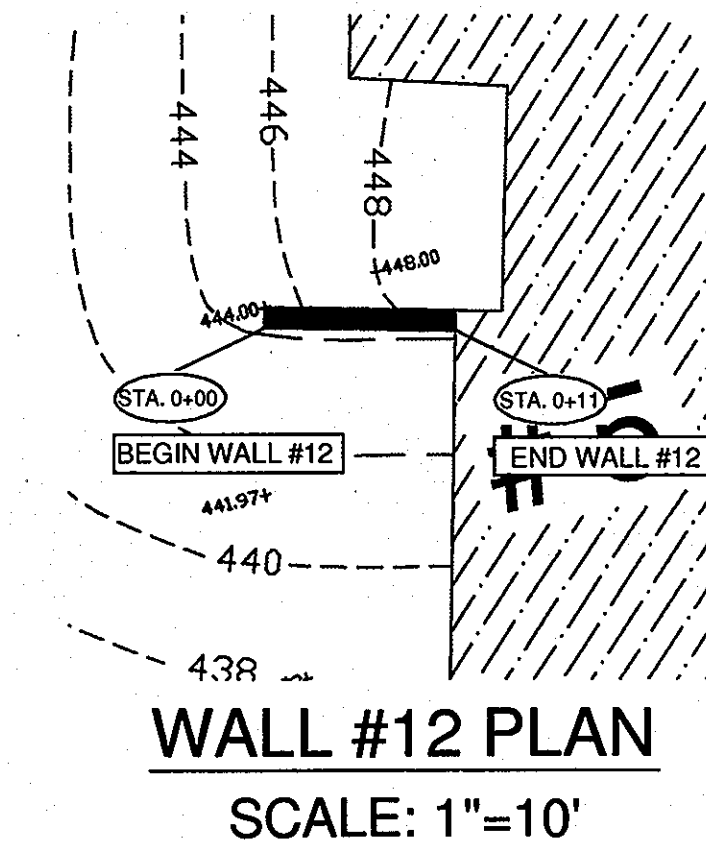 444
446
448
+448.00
444.00+
STA. 0+00
STA. 0+11
BEGIN WALL #12
END WALL #12
441.97+
440
438
WALL #12 PLAN
SCALE: 1"=10'